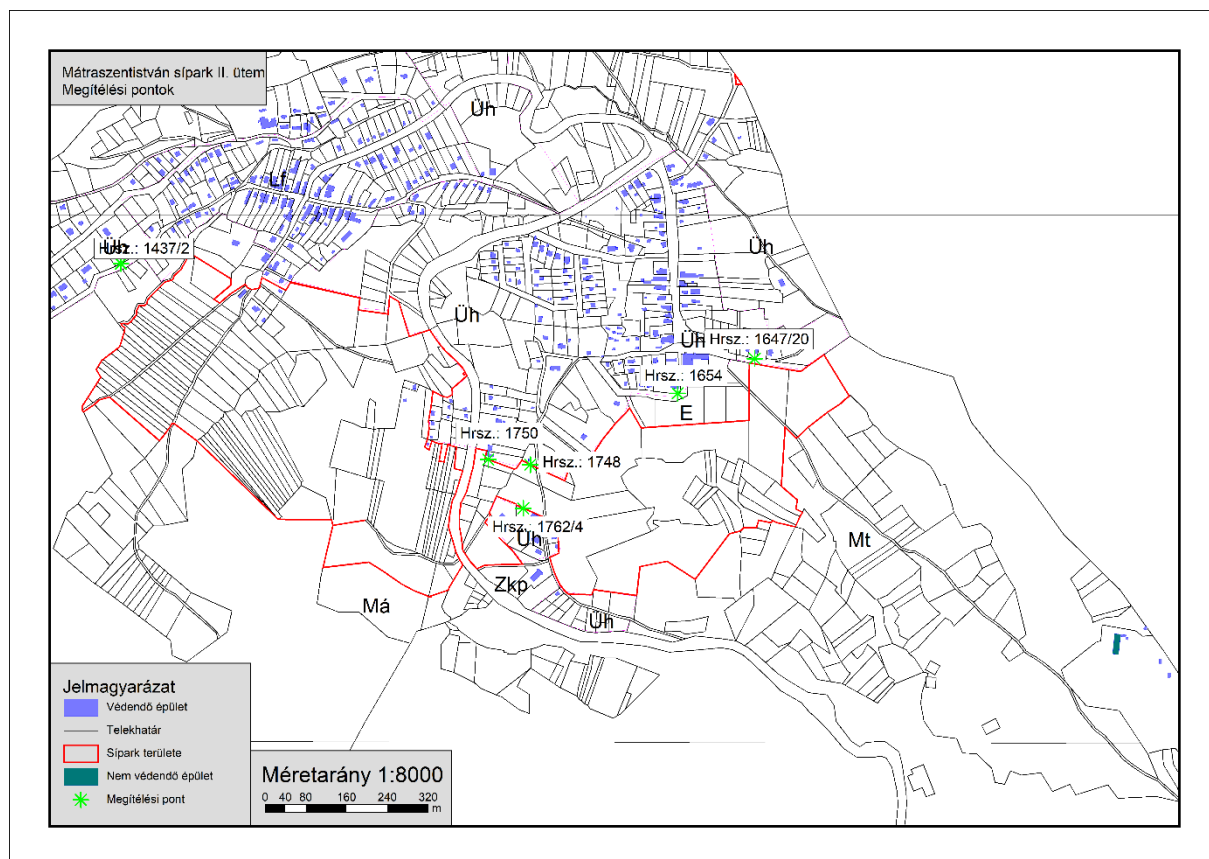 Mátraszentistván sípark II. ütem
Megítélési pontok
Üh
Lf
Üh
Hrsz.: 1437/2
Üh
Üh
Üh
Hrsz.: 1647/20
Hrsz.: 1654
E
Hrsz.: 1750
Hrsz.: 1748
Hrsz.: 1762/4
Üh
Mt
Zkp
Má
Üh
Jelmagyarázat
Védendő épület
Telekhatár
Sípark területe
Nem védendő épület
Megítélési pont
Méretarány 1:8000
0 40 80 160 240 320
m